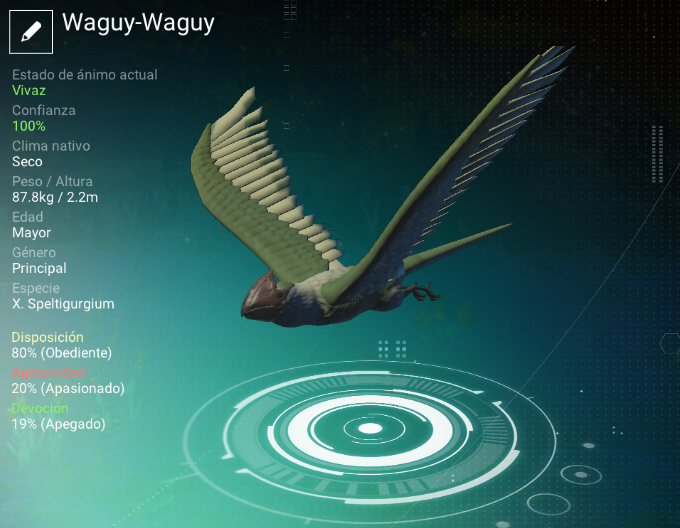 Waguy-Waguy
Estado de ánimo actual
Vivaz
Confianza
100%
Clima nativo
Seco
Peso / Altura
87.8kg / 2.2m
Edad
Mayor
Género
Principal
Especie
X. Speltigurgium
Disposición
80% (Obediente)
Agresividad
20% (Apasionado)
Devoción
19% (Apegado)